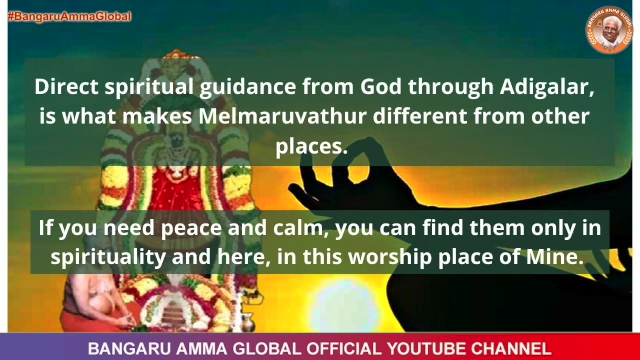 #BangaruAmmaGlobal
Direct spiritual guidance from God through Adigalar,
is what makes Melmaruvathur different from other
places.
If you need peace and calm, you can find them only in
spirituality and here, in this worship place of Mine.
BANGARU AMMA GLOBAL OFFICIAL YOUTUBE CHANNEL